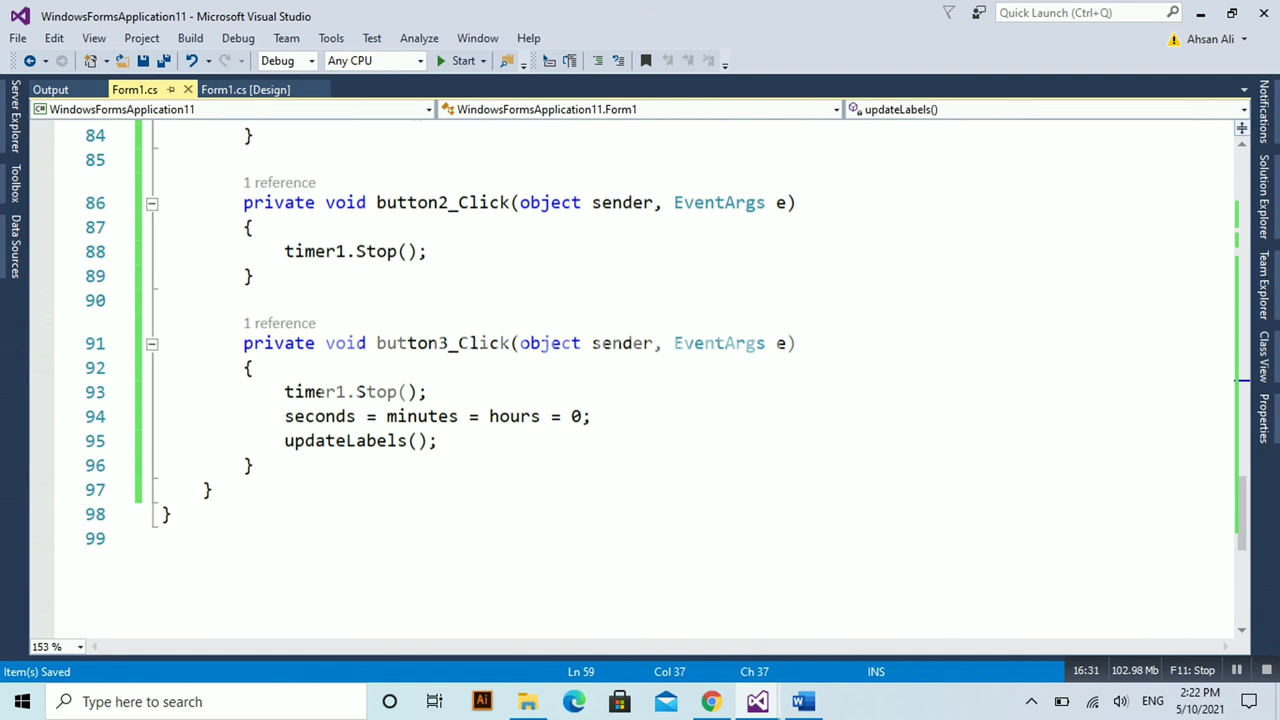 WindowsFormsApplication11 - Microsoft Visual Studio
Quick Launch (Ctrl+Q)
File Edit View Project Build Debug Team Tools Test Analyze Window Help
Ahsan Ali
Debug Any CPU Start
Output Form1.cs Form1.cs [Design]
WindowsFormsApplication11 WindowsFormsApplication11.Form1 updateLabels()
Server Explorer
Toolbox
Data Sources
Notifications
Solution Explorer
Team Explorer
Class View
Properties
84 }
85
1 reference
86 private void button2_Click(object sender, EventArgs e)
87 {
88 timer1.Stop();
89 }
90
1 reference
91 private void button3_Click(object sender, EventArgs e)
92 {
93 timer1.Stop();
94 seconds = minutes = hours = 0;
95 updateLabels();
96 }
97 }
98 }
99
153 %
Item(s) Saved Ln 59 Col 37 Ch 37 INS 16:31 102.98 Mb F11: Stop
Type here to search
Ai
ENG
2:22 PM
5/10/2021